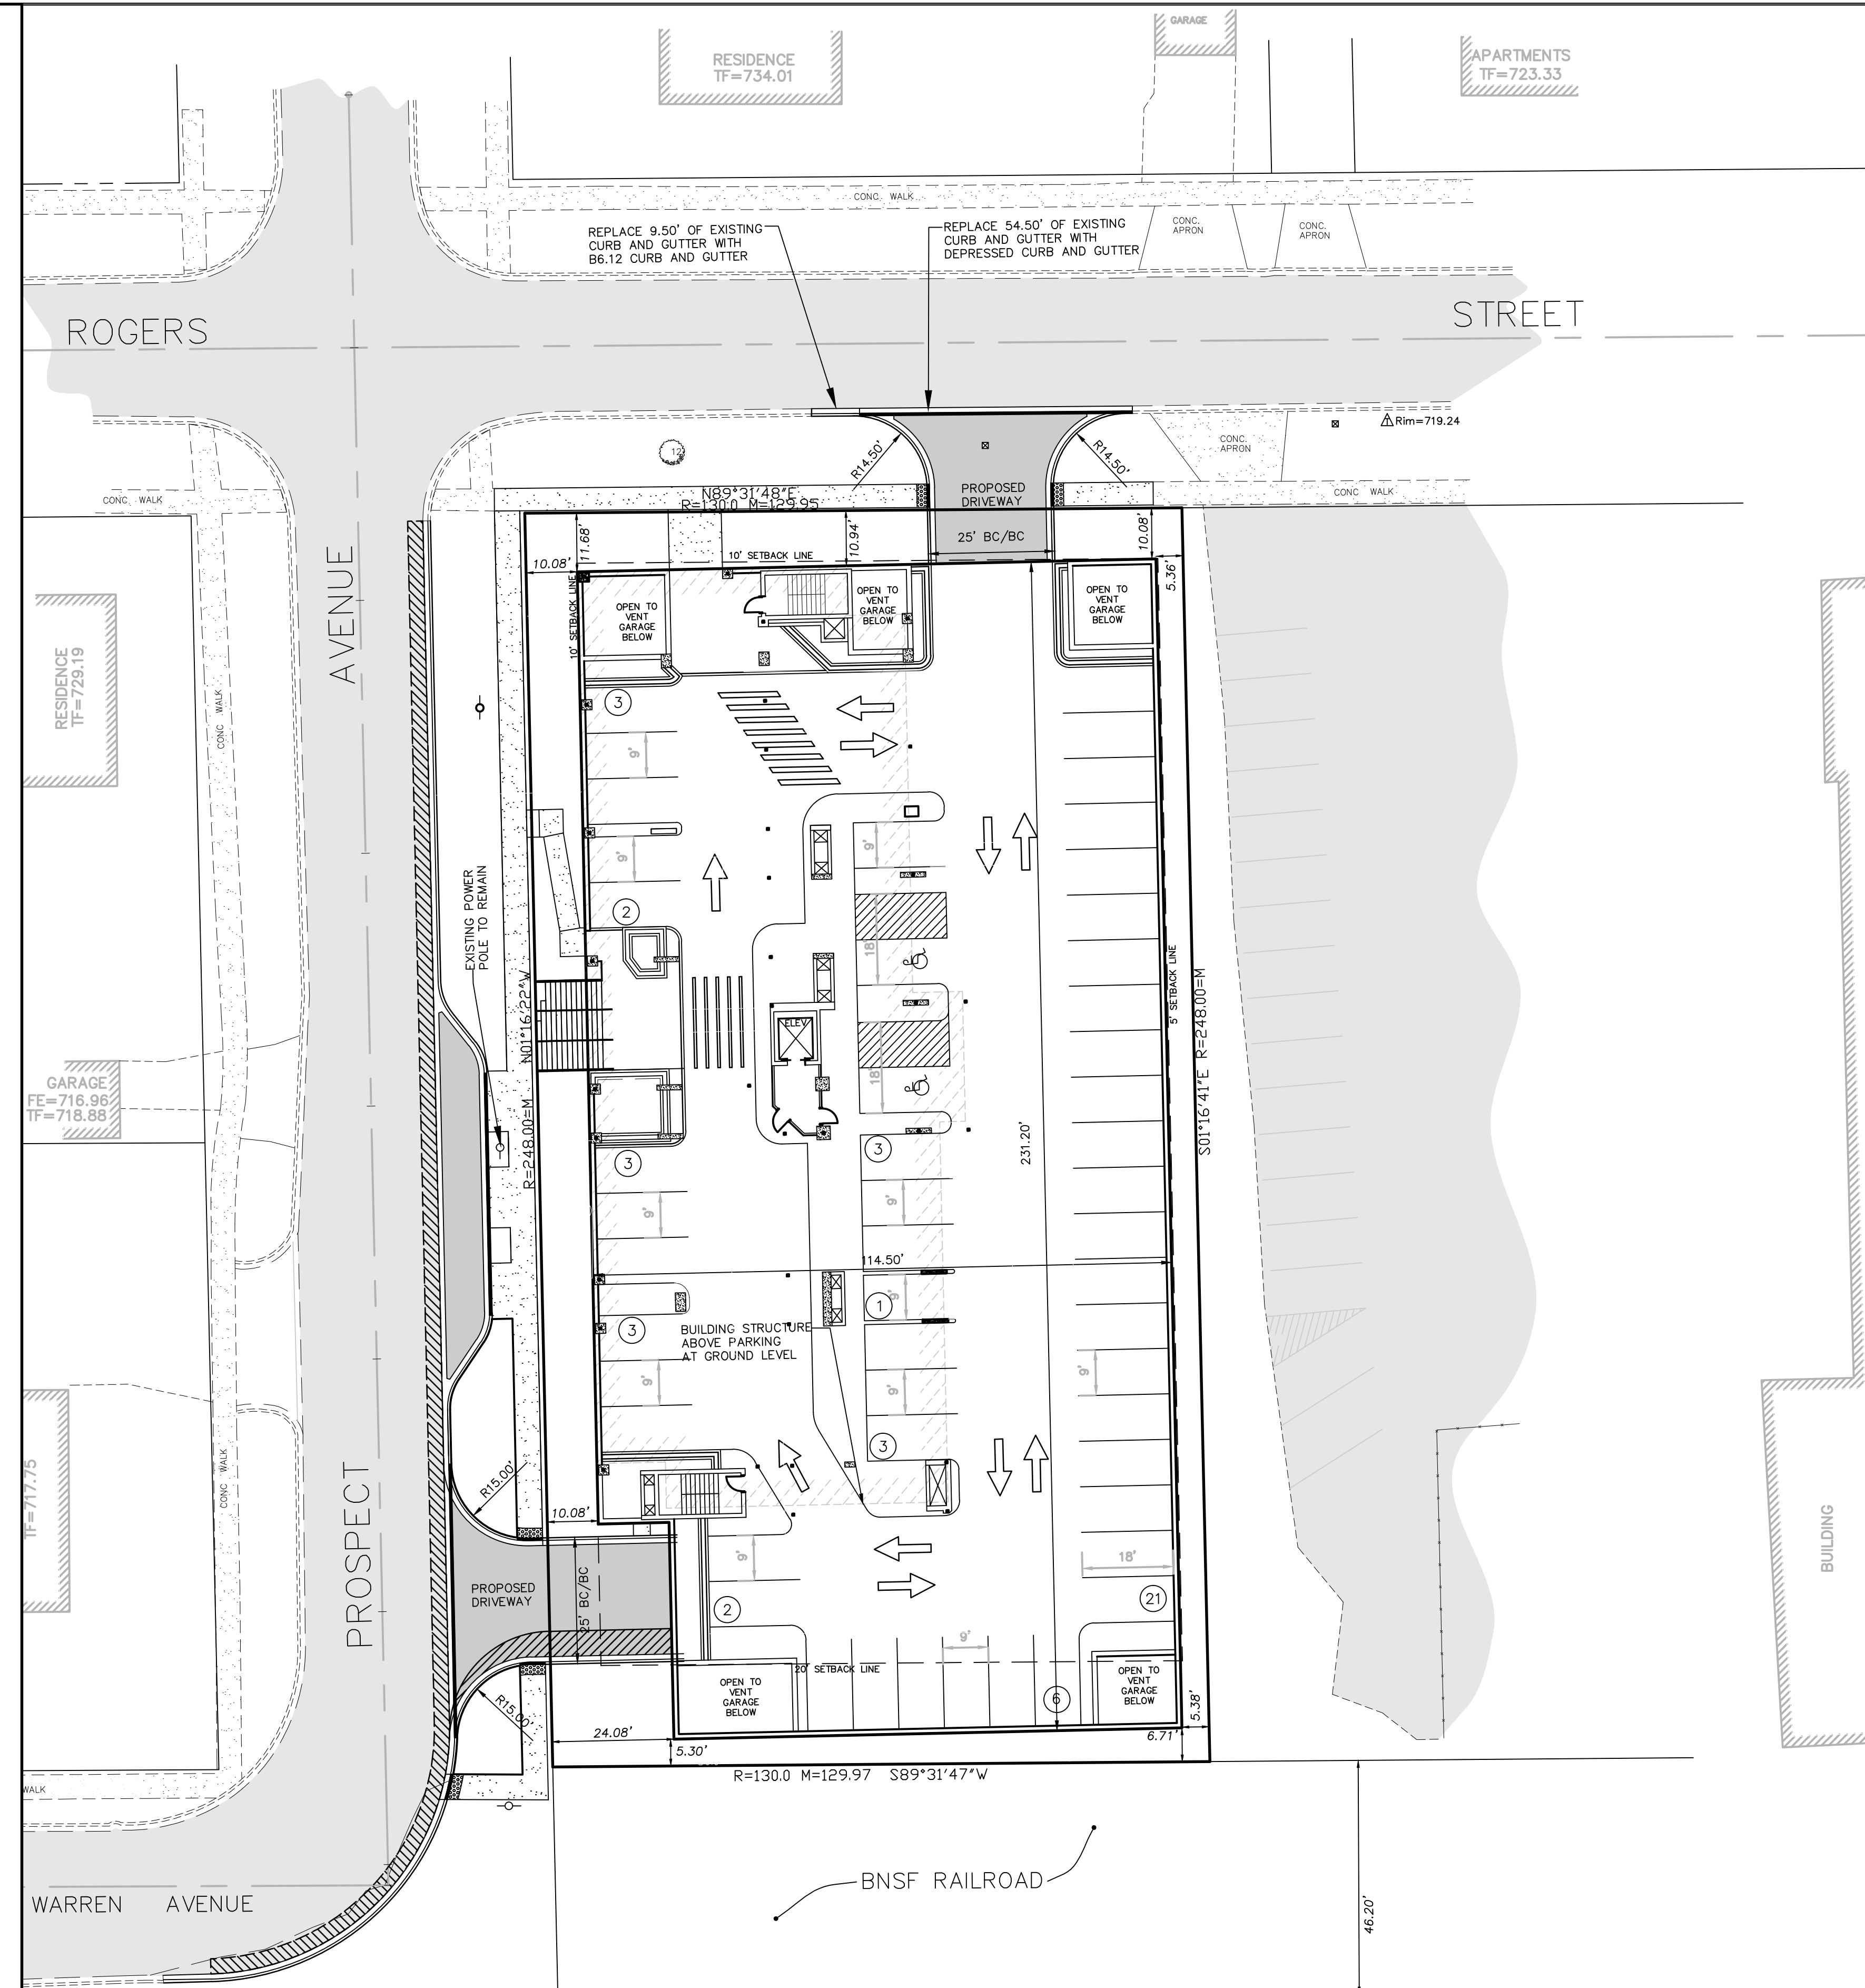 GARAGE
RESIDENCE
TF=734.01
APARTMENTS
TF=723.33
CONC. WALK
REPLACE 9.50' OF EXISTING
CURB AND GUTTER WITH
B6.12 CURB AND GUTTER
REPLACE 54.50' OF EXISTING
CURB AND GUTTER WITH
DEPRESSED CURB AND GUTTER
CONC.
APRON
CONC.
APRON
ROGERS
STREET
Rim=719.24
CONC.
APRON
12"
R14.50'
R14.50'
CONC. WALK
CONC WALK
N89°31'48"E
R=130.0 M=129.95
PROPOSED
DRIVEWAY
25' BC/BC
11.68'
10.94'
10.08'
10.08'
5.36'
10' SETBACK LINE
10' SETBACK LINE
OPEN TO
VENT
GARAGE
BELOW
OPEN TO
VENT
GARAGE
BELOW
OPEN TO
VENT
GARAGE
BELOW
AVENUE
RESIDENCE
TF=729.19
CONC WALK
3
9'
9'
9'
2
EXISTING POWER
POLE TO REMAIN
18'
18'
ELEV
N01°16'22"W
R=248.00=M
5' SETBACK LINE
S01°16'41"E R=248.00=M
231.20'
GARAGE
FE=716.96
TF=718.88
3
3
9'
9'
114.50'
9'
1
3
BUILDING STRUCTURE
ABOVE PARKING
AT GROUND LEVEL
9'
9'
9'
3
TF=717.75
CONC WALK
PROSPECT
R15.00'
10.08'
BUILDING
9'
18'
PROPOSED
DRIVEWAY
25' BC/BC
2
21
9'
20' SETBACK LINE
OPEN TO
VENT
GARAGE
BELOW
OPEN TO
VENT
GARAGE
BELOW
6
R15.00'
24.08'
5.30'
6.71'
5.38'
R=130.0 M=129.97 S89°31'47"W
WALK
BNSF RAILROAD
WARREN AVENUE
46.20'